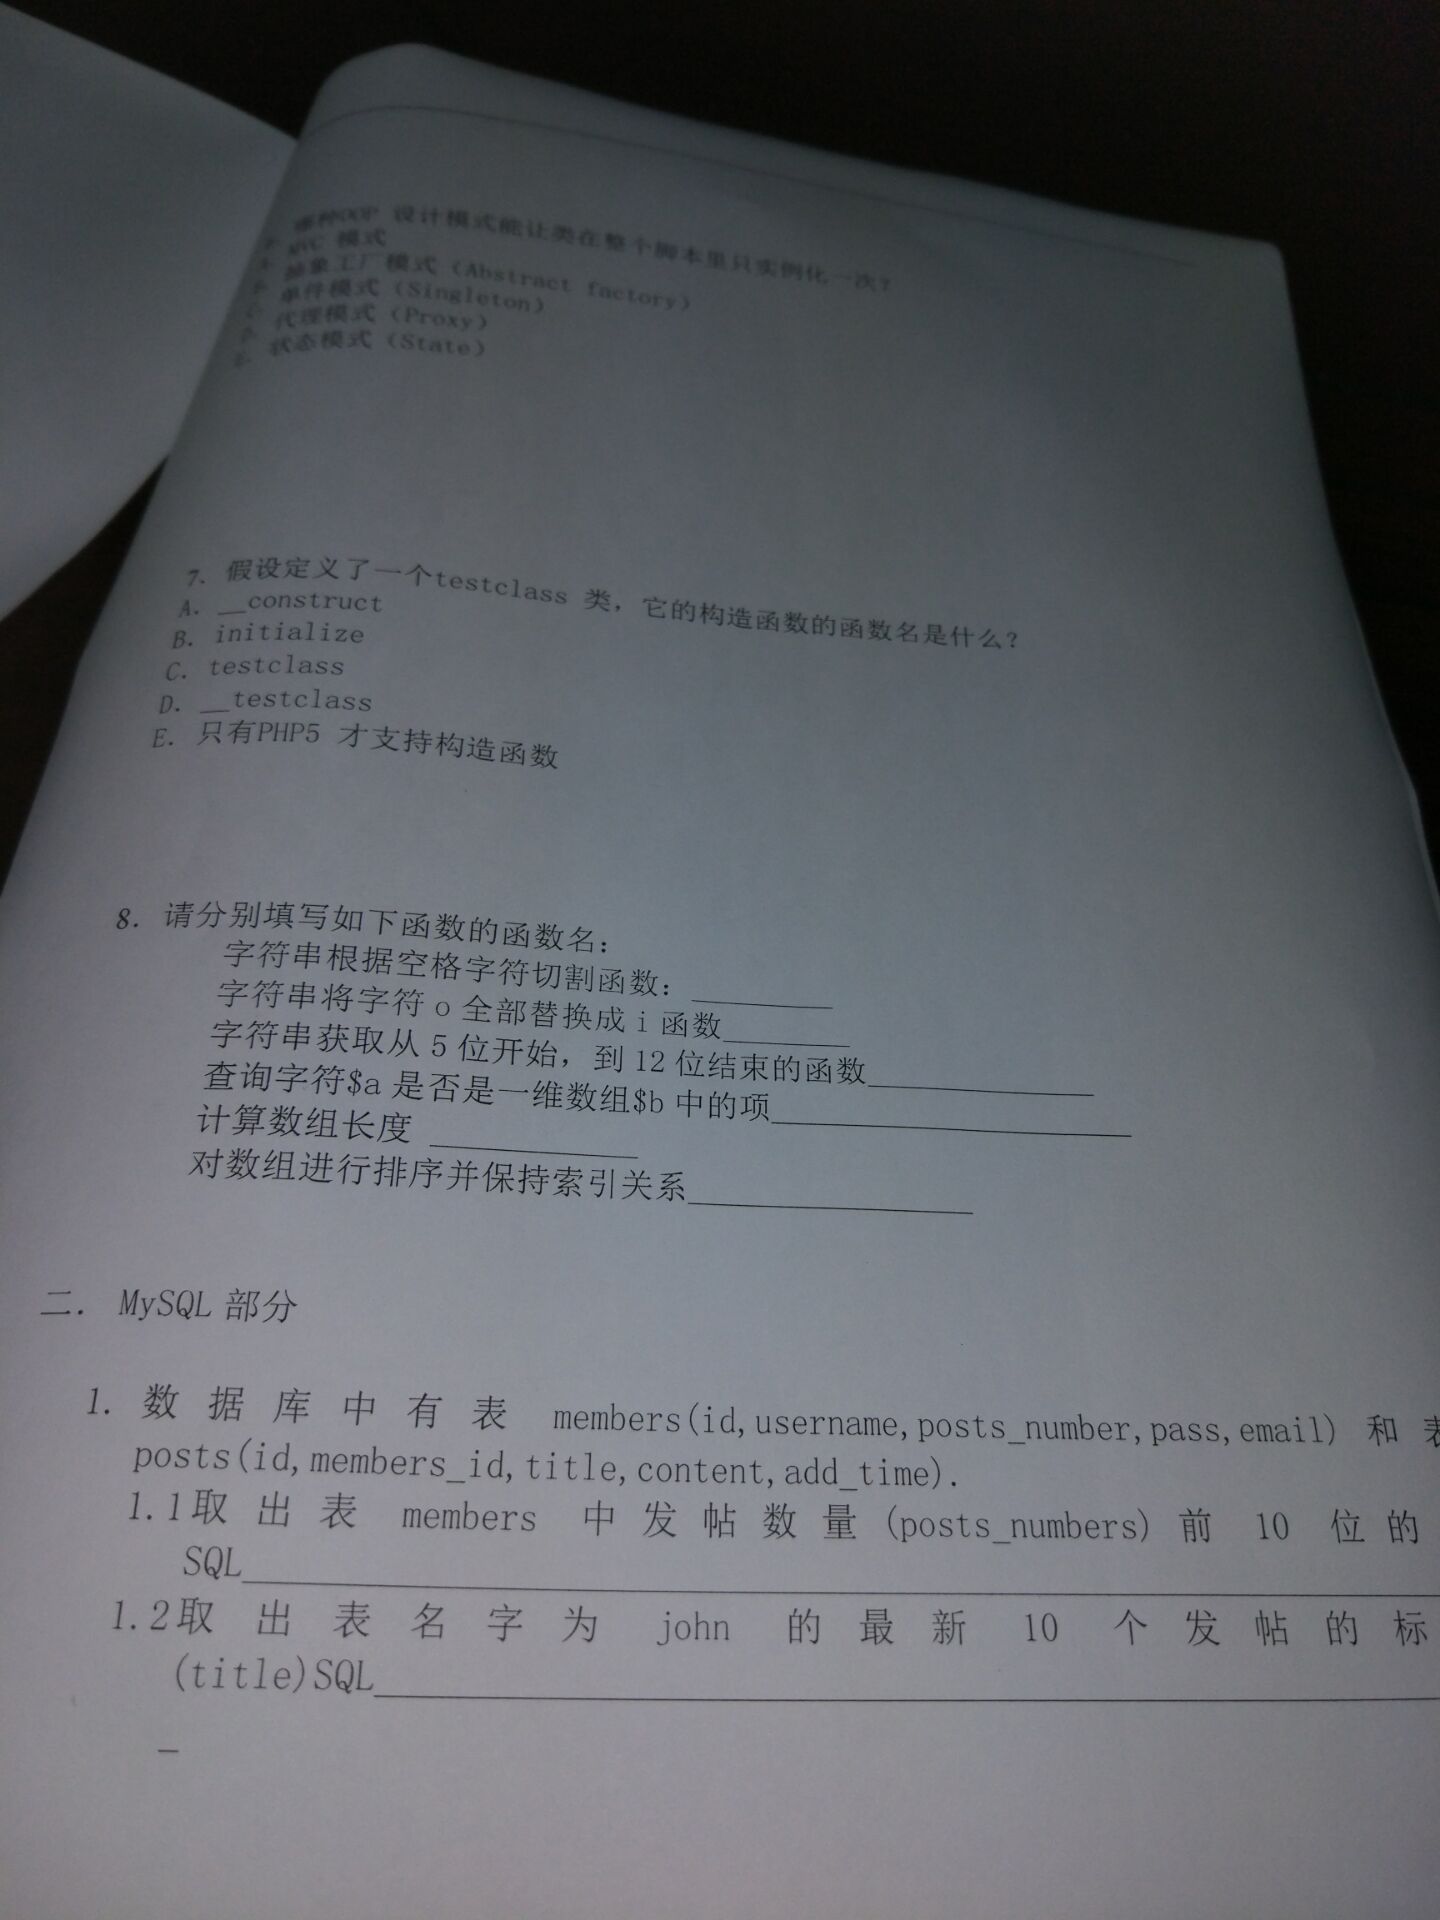 哪种OOP 设计模式能让类在整个脚本里只实例化一次？
MVC 模式
抽象工厂模式（Abstract factory）
单件模式（Singleton）
代理模式（Proxy）
状态模式（State）
7. 假设定义了一个testclass 类，它的构造函数的函数名是什么？
A. __construct
B. initialize
C. testclass
D. __testclass
E. 只有PHP5 才支持构造函数
8. 请分别填写如下函数的函数名：
字符串根据空格字符切割函数：________
字符串将字符 o 全部替换成 i 函数________
字符串获取从 5 位开始，到 12 位结束的函数____________
查询字符$a 是否是一维数组$b 中的项____________________
计算数组长度 ____________
对数组进行排序并保持索引关系________________
二. MySQL 部分
1. 数据库中有表 members(id,username,posts_number,pass,email) 和表
posts(id,members_id,title,content,add_time).
1.1取出表 members 中发帖数量(posts_numbers)前 10 位的
SQL____________________
1.2取出表名字为 john 的最新 10 个发帖的标
(title)SQL____________________
_